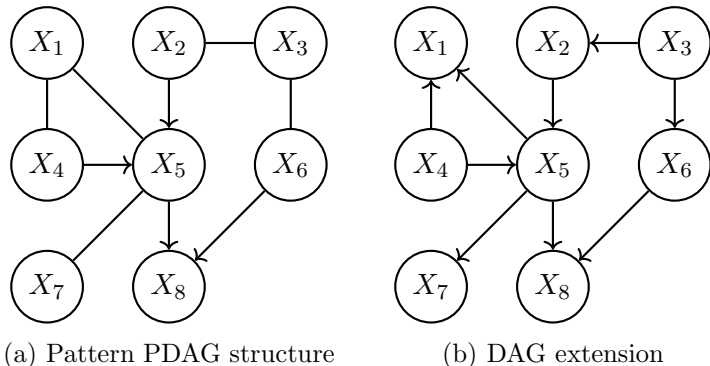 X1 X2 X3 X1 X2 X3
X4 X5 X6 X4 X5 X6
X7 X8 X7 X8
(a) Pattern PDAG structure (b) DAG extension